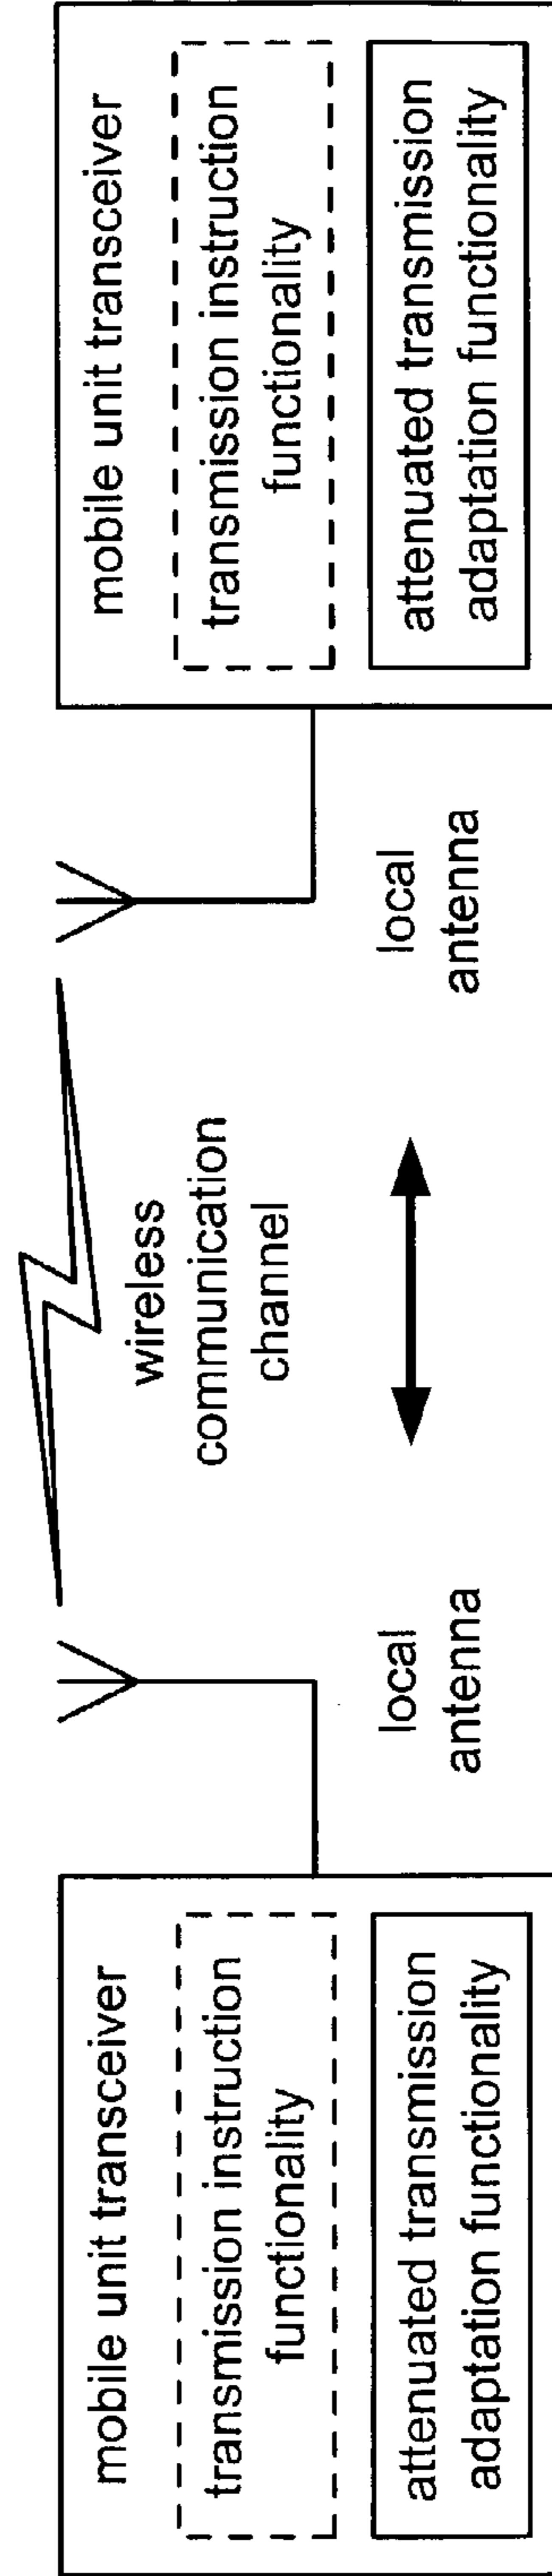 mobile unit transceiver
transmission instruction
functionality
attenuated transmission
adaptation functionality
local
antenna
wireless
communication
channel
local
antenna
mobile unit transceiver
transmission instruction
functionality
attenuated transmission
adaptation functionality